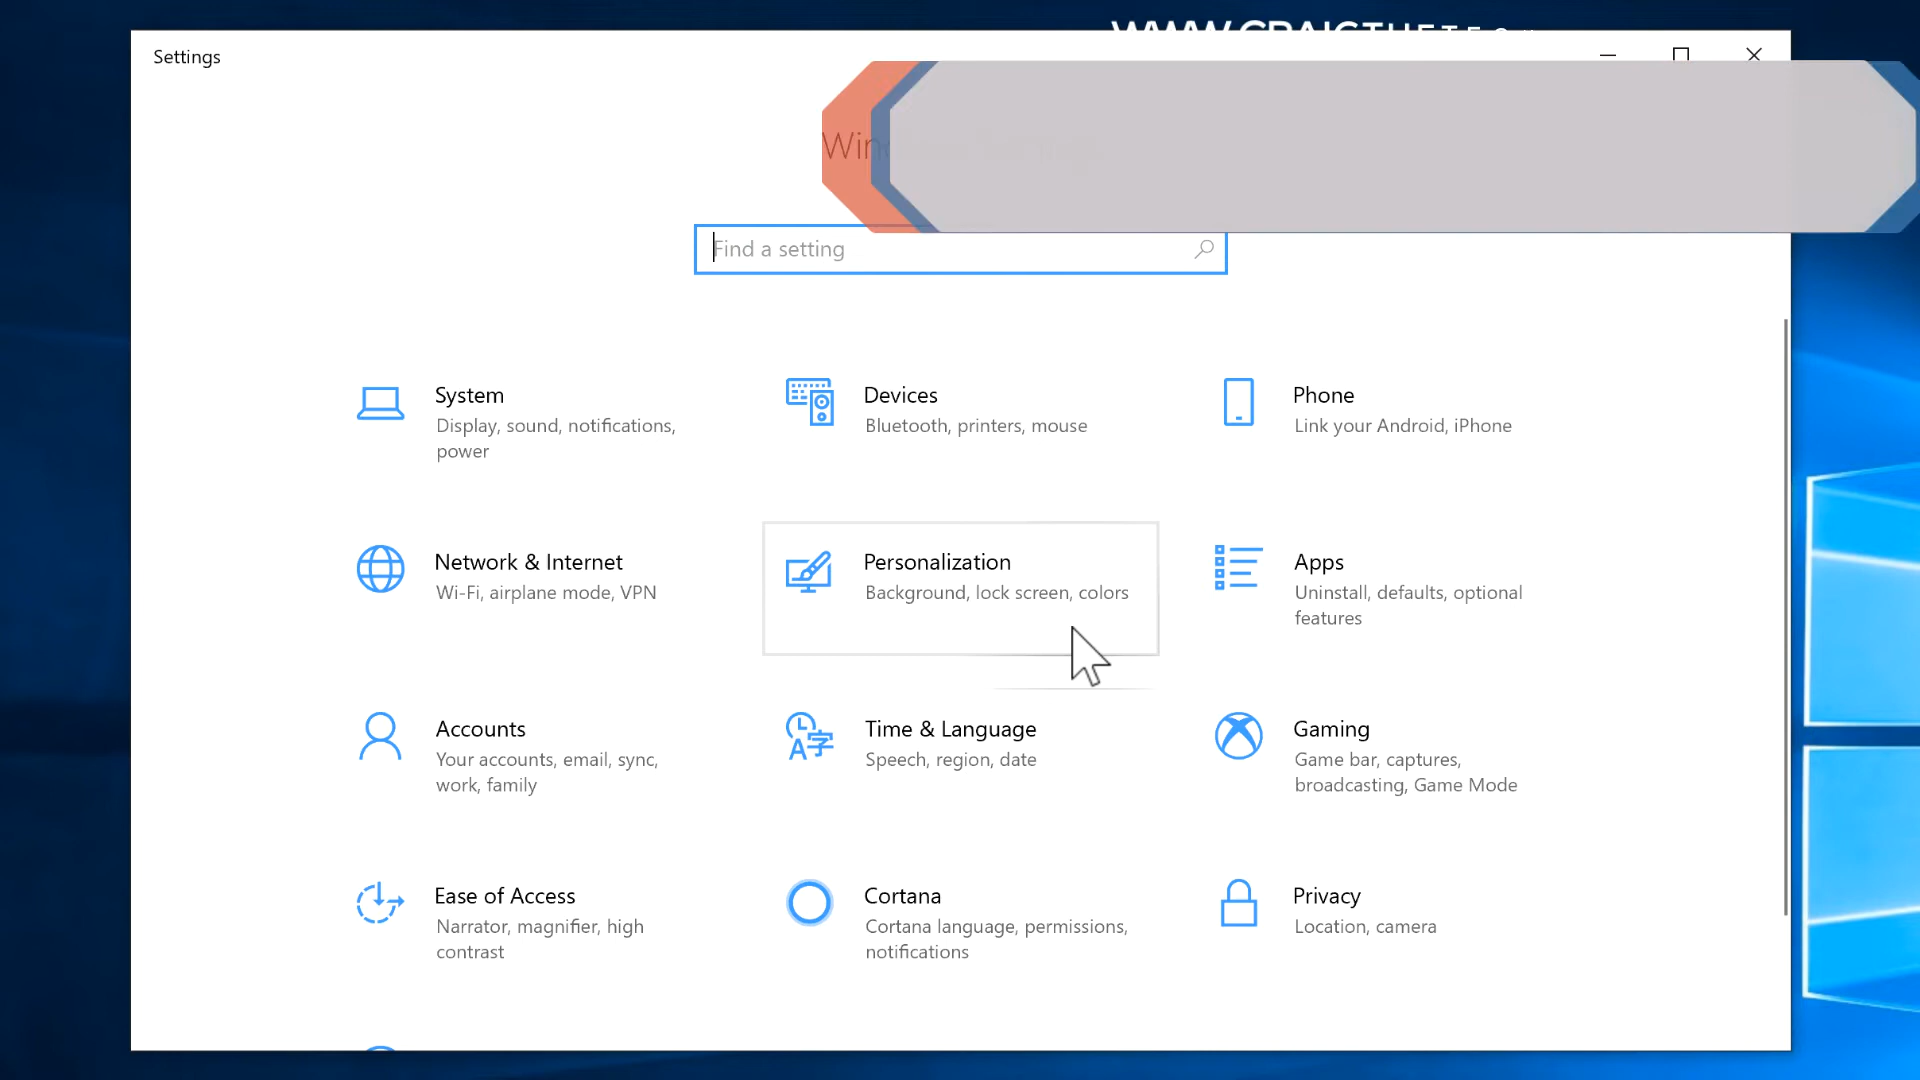 Settings
Find a setting
System
Display, sound, notifications,
power
Devices
Bluetooth, printers, mouse
Phone
Link your Android, iPhone
Network & Internet
Wi-Fi, airplane mode, VPN
Personalization
Background, lock screen, colors
Apps
Uninstall, defaults, optional
features
Accounts
Your accounts, email, sync,
work, family
Time & Language
Speech, region, date
Gaming
Game bar, captures,
broadcasting, Game Mode
Ease of Access
Narrator, magnifier, high
contrast
Cortana
Cortana language, permissions,
notifications
Privacy
Location, camera